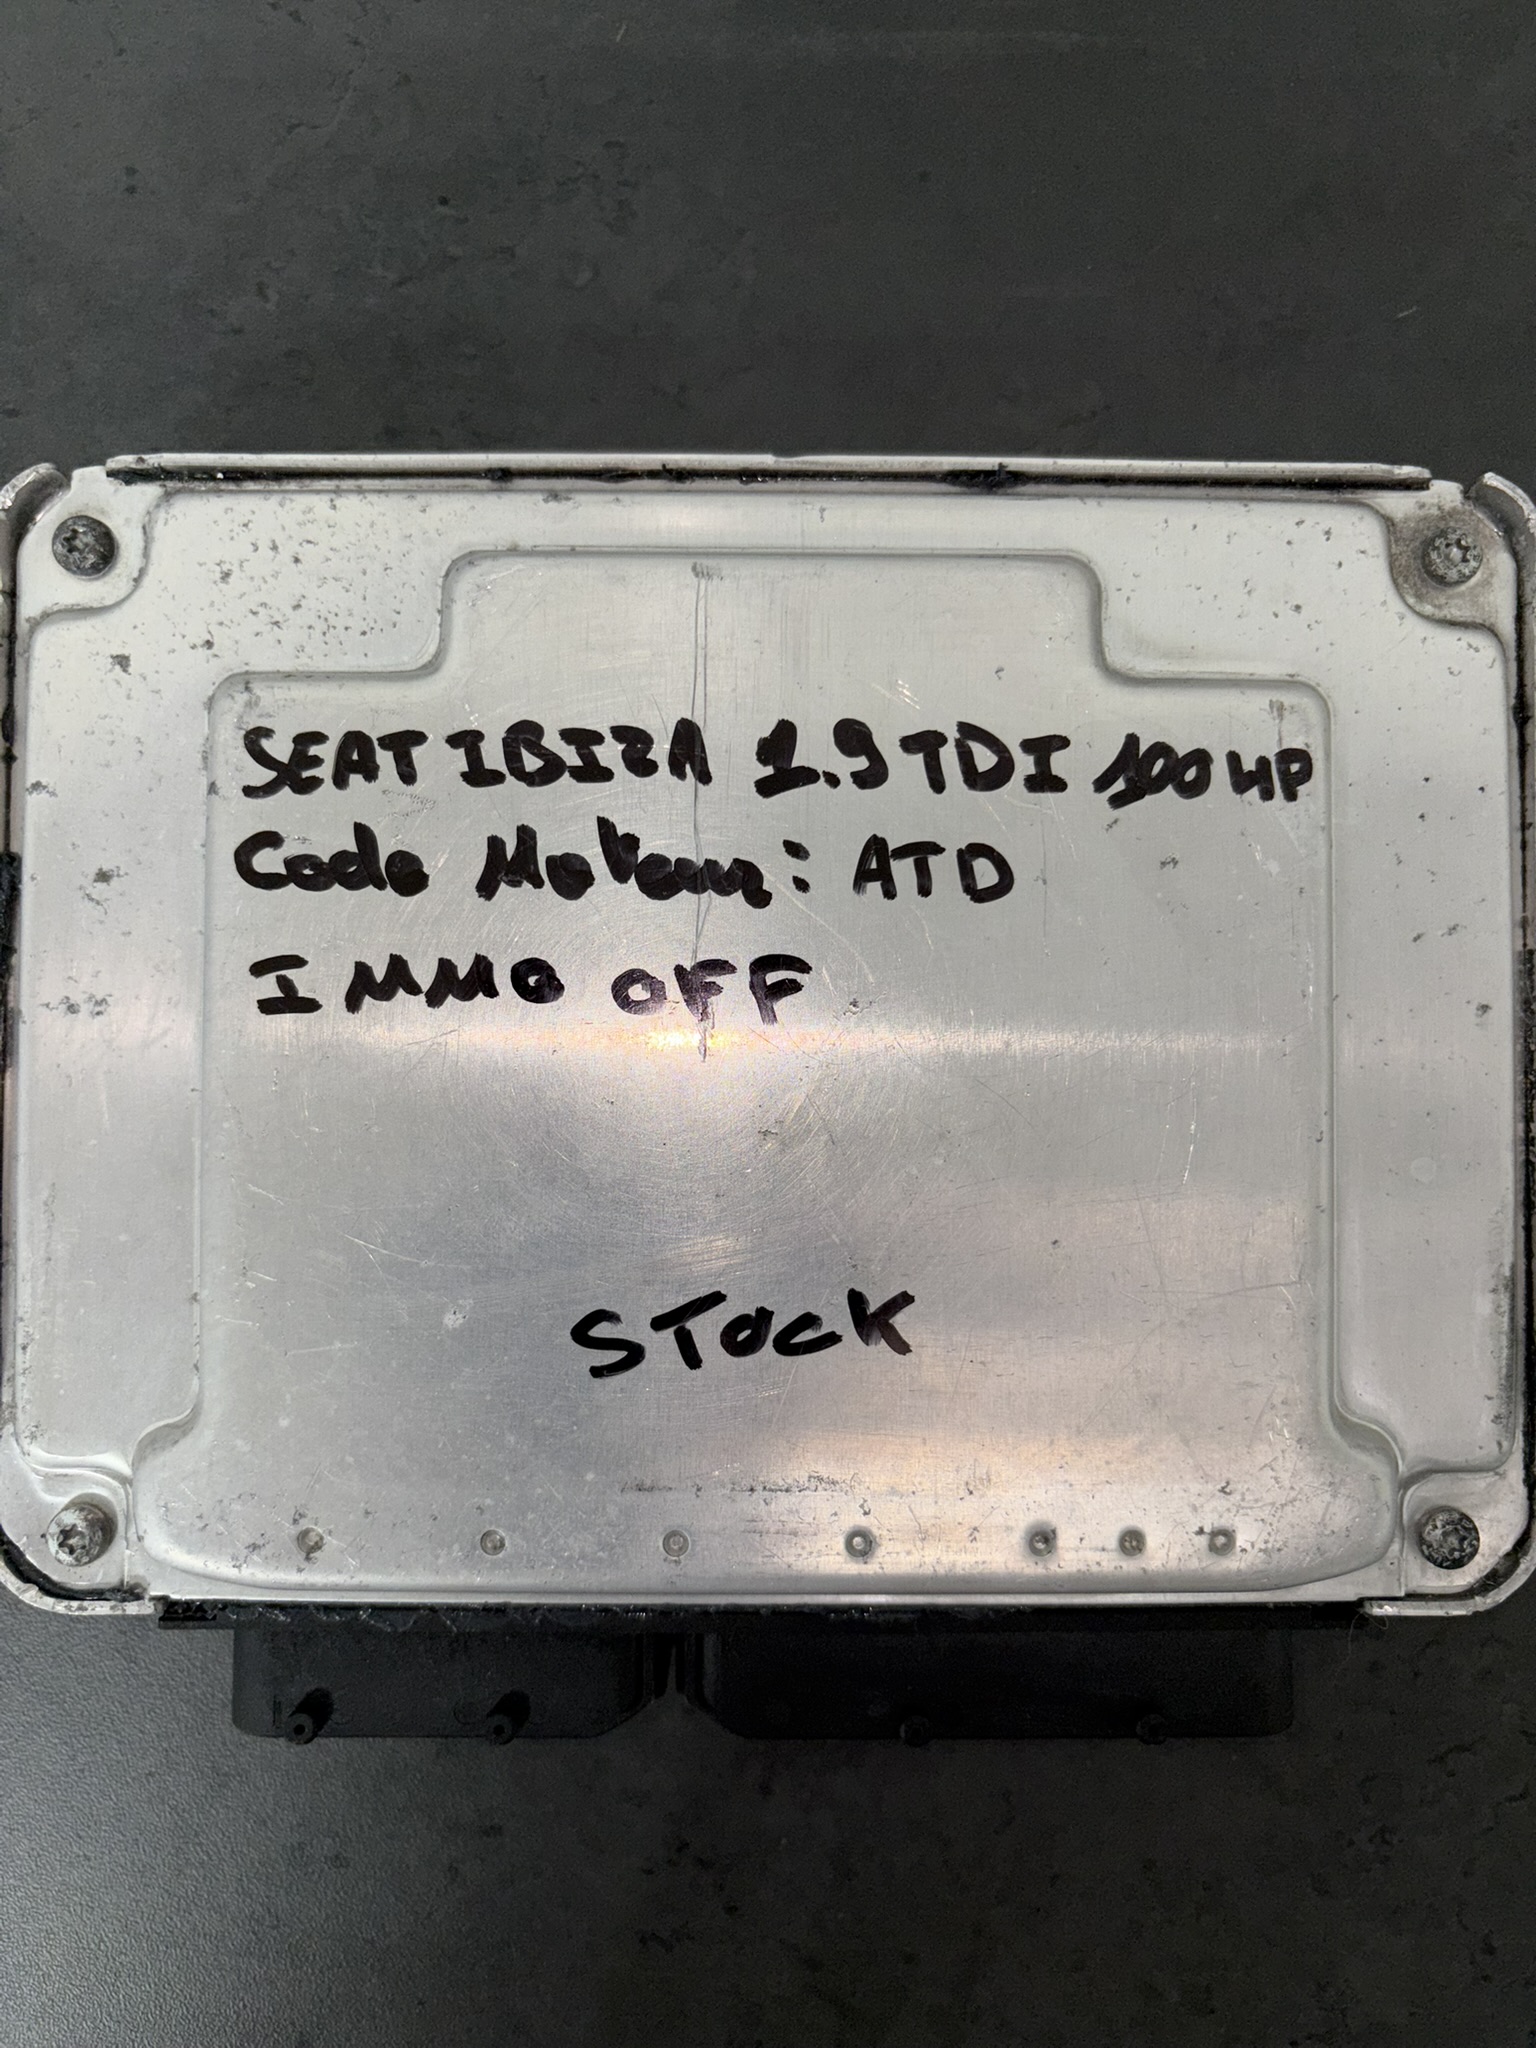 SEAT IBIZA 1.9 TDI 100 HP
Code Moteur: ATD
IMMO OFF
STOCK